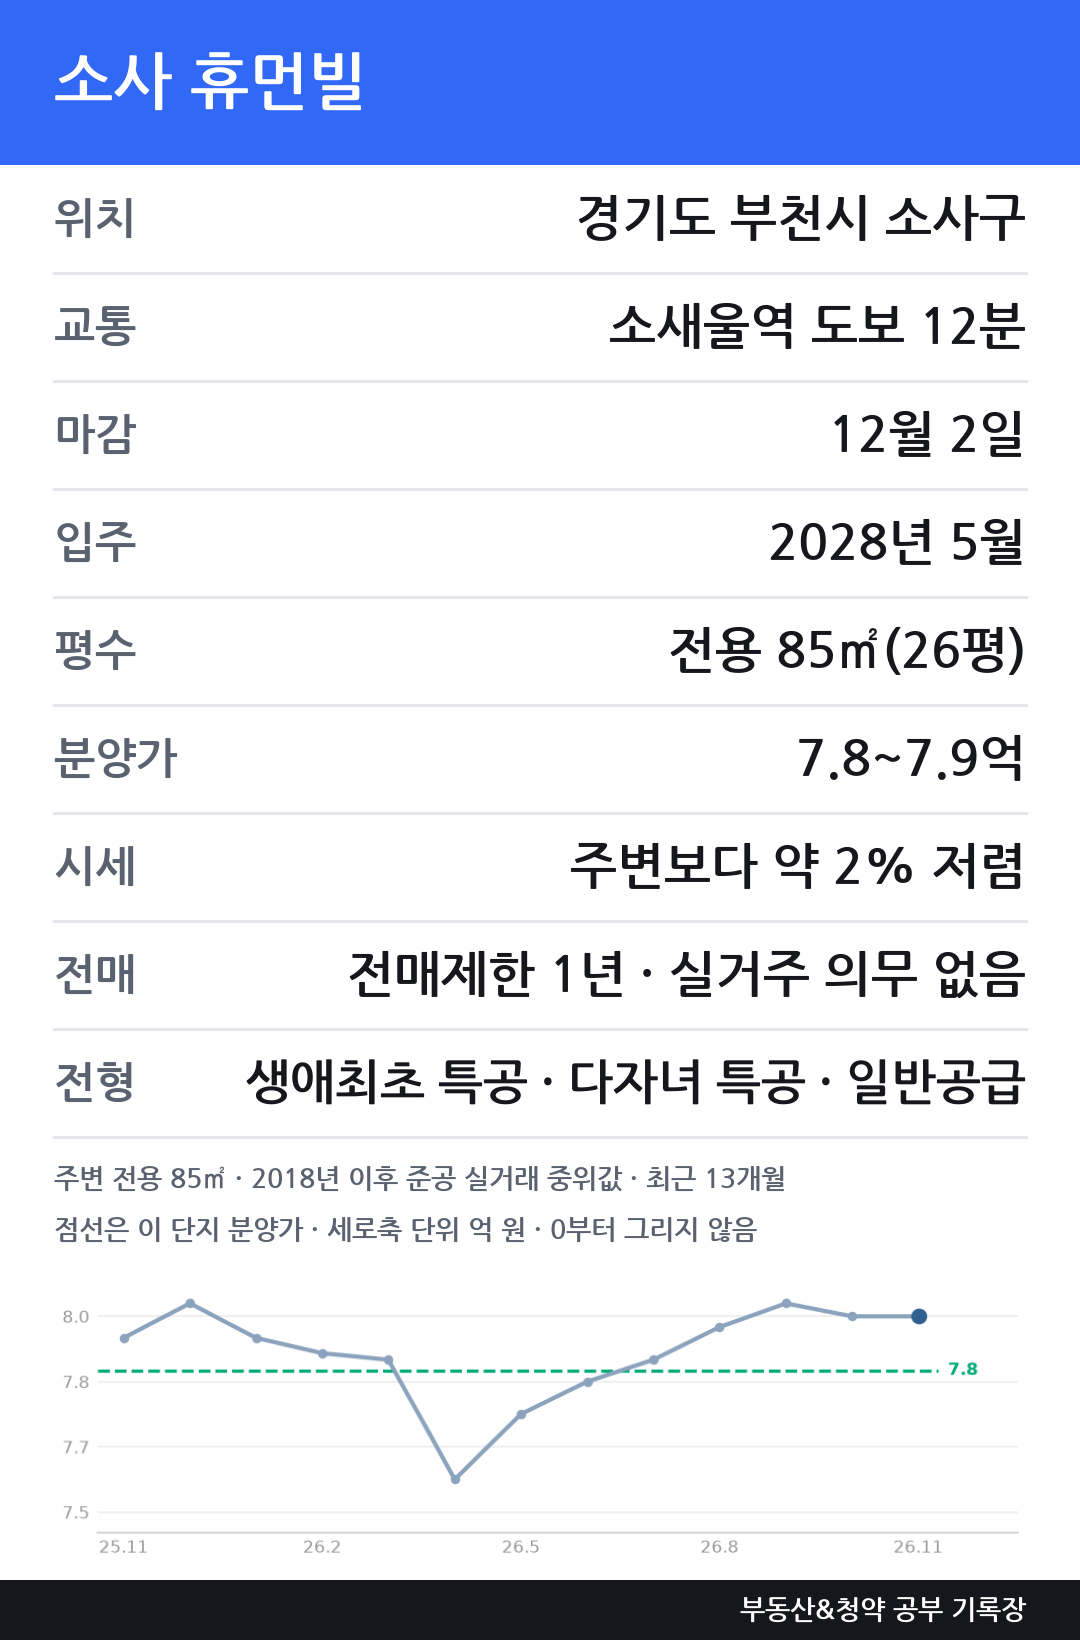 소사 휴먼빌
위치 경기도 부천시 소사구
교통 소새울역 도보 12분
마감 12월 2일
입주 2028년 5월
평수 전용 85㎡(26평)
분양가 7.8~7.9억
시세 주변보다 약 2% 저렴
전매 전매제한 1년 · 실거주 의무 없음
전형 생애최초 특공 · 다자녀 특공 · 일반공급
주변 전용 85㎡ · 2018년 이후 준공 실거래 중위값 · 최근 13개월
점선은 이 단지 분양가 · 세로축 단위 억 원 · 0부터 그리지 않음
8.0
7.8
7.8
7.7
7.5
25.11 26.2 26.5 26.8 26.11
부동산&청약 공부 기록장